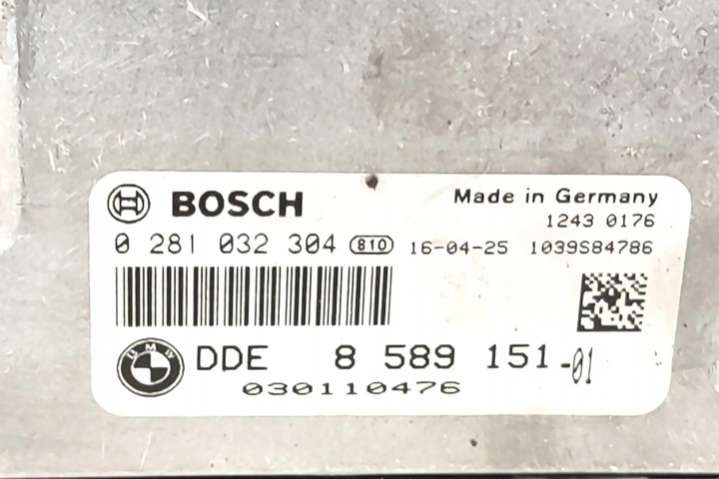 BOSCH
Made in Germany
1243 0176
0 281 032 304 810 16-04-25 1039S84786
BMW DDE 8 589 151-01
030110476